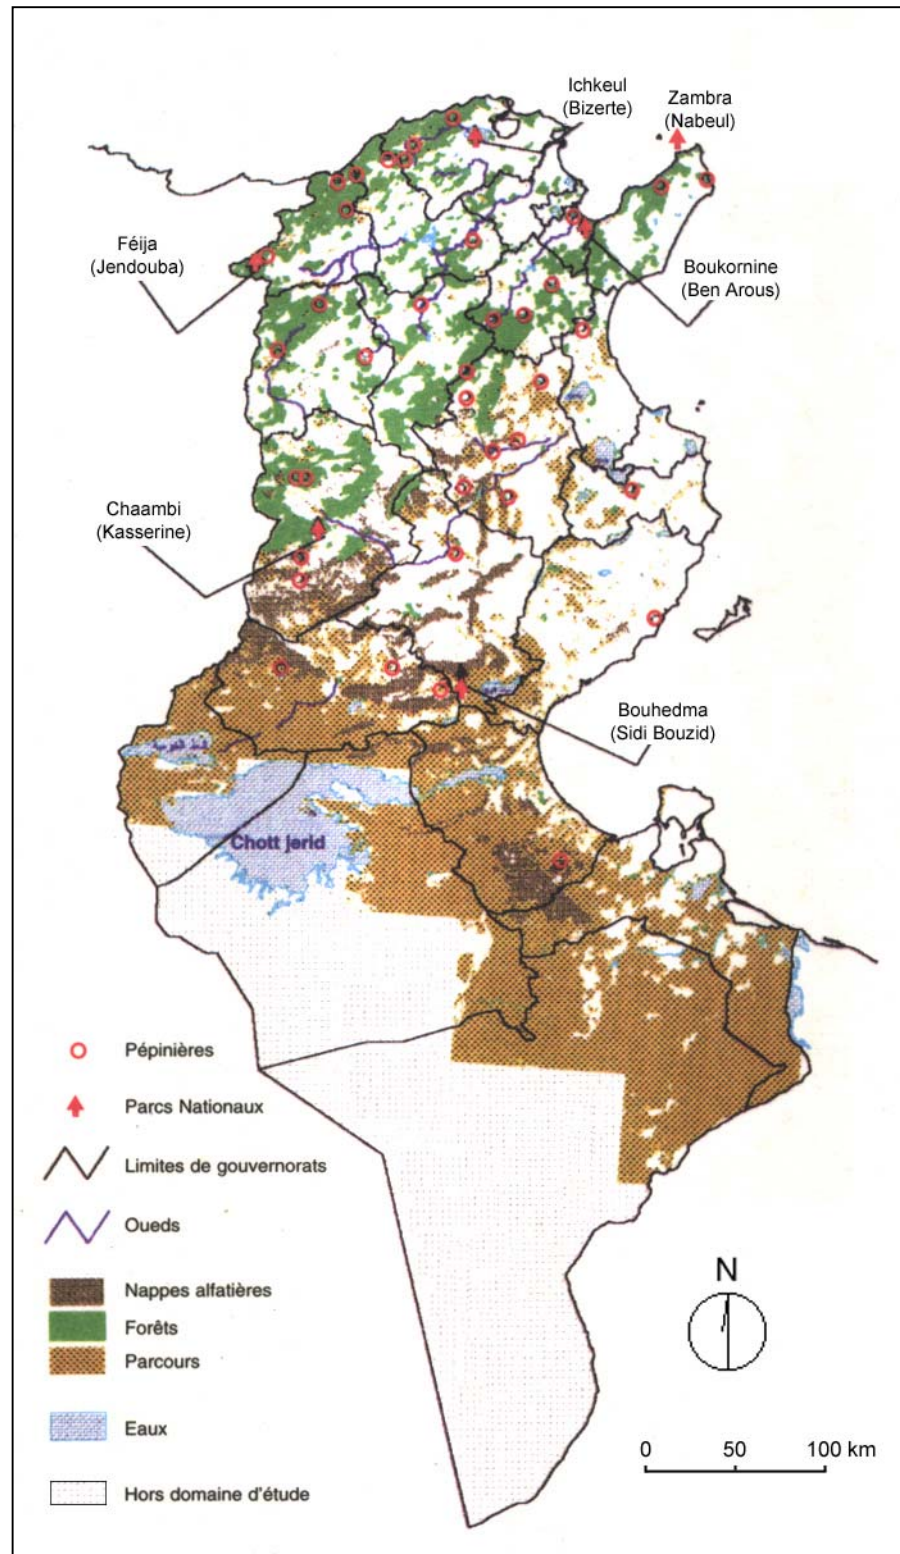 Ichkeul
(Bizerte)
Zambra
(Nabeul)
Féija
(Jendouba)
Boukornine
(Ben Arous)
Chaambi
(Kasserine)
Bouhedma
(Sidi Bouzid)
Chott jerid
Pépinières
Parcs Nationaux
Limites de gouvernorats
Oueds
Nappes alfatières
Forêts
Parcours
Eaux
Hors domaine d'étude
N
0 50 100 km